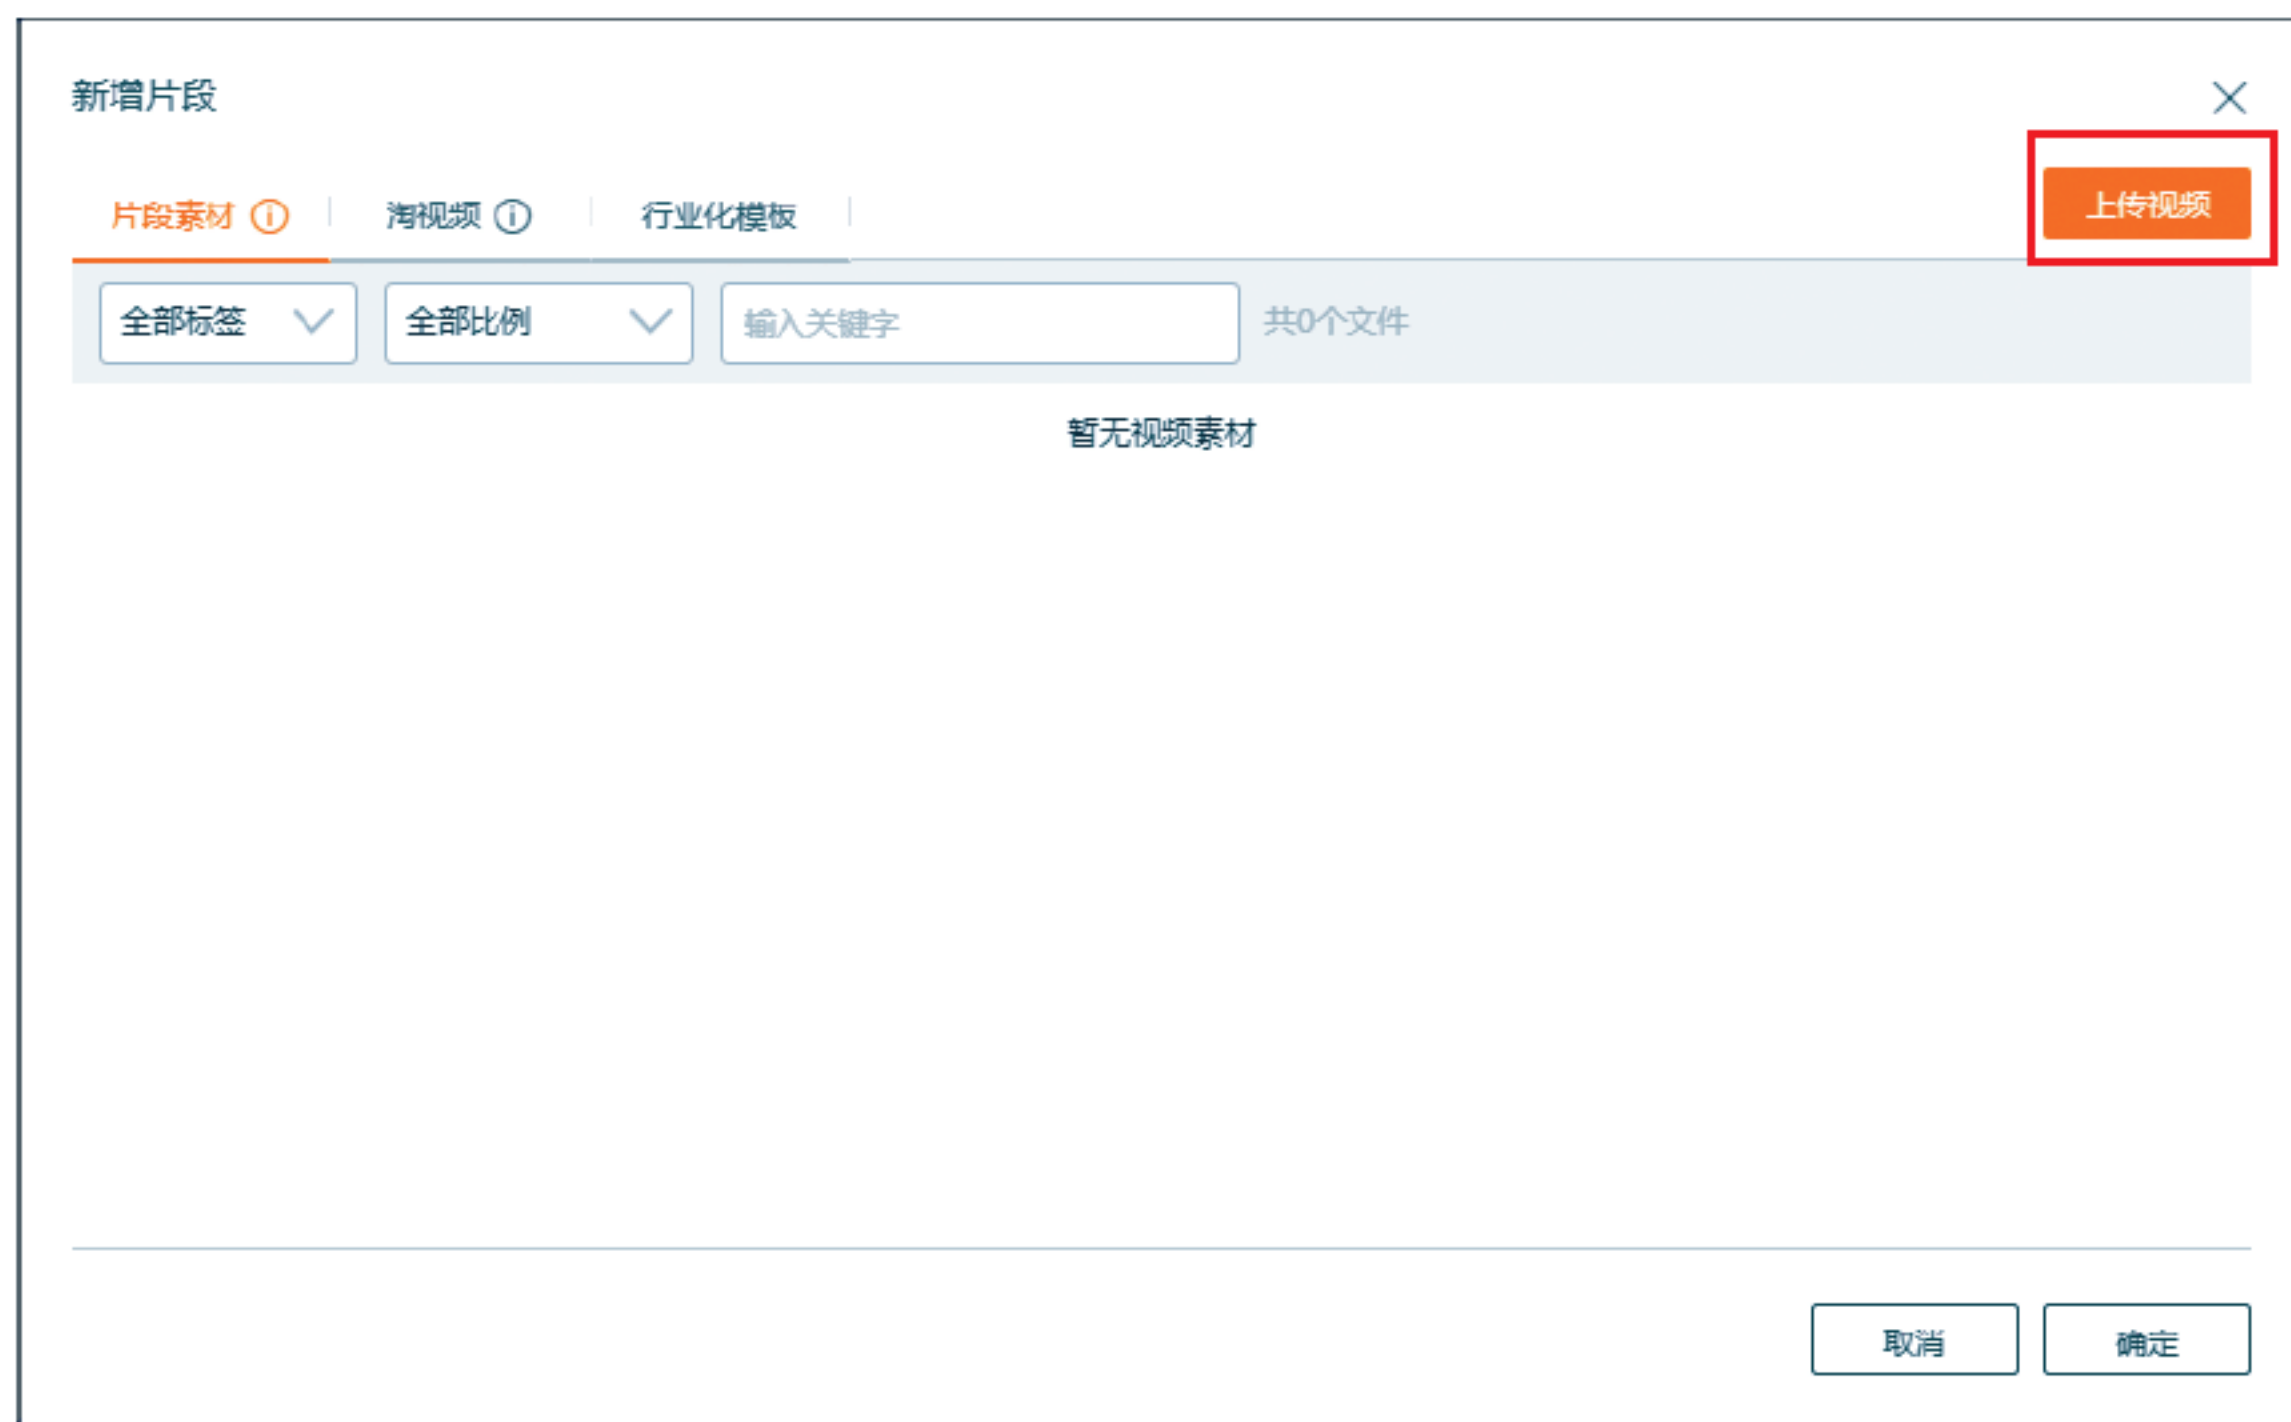 新增片段
片段素材 淘视频 行业化模板 上传视频
全部标签 全部比例 输入关键字 共0个文件
暂无视频素材
取消 确定